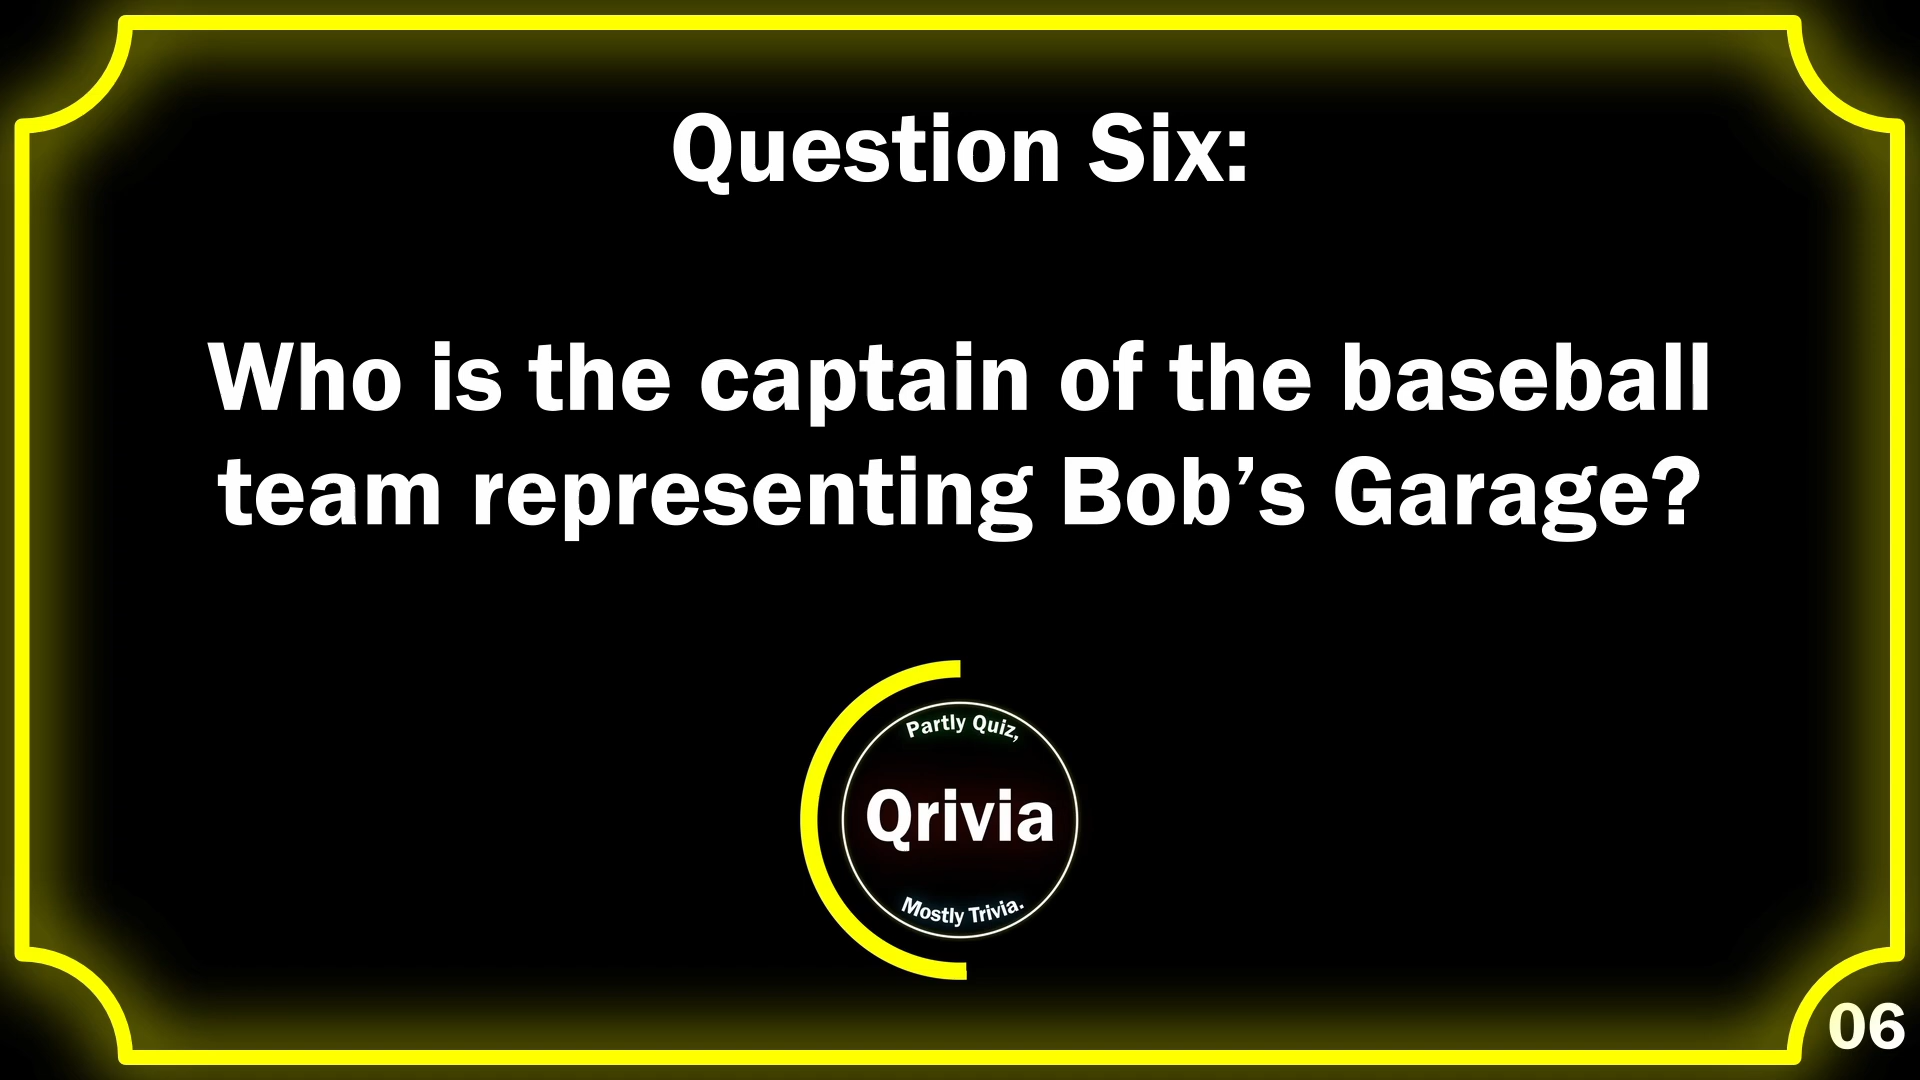 Question Six:
Who is the captain of the baseball
team representing Bob’s Garage?
Partly Quiz,
Qrivia
Mostly Trivia.
06